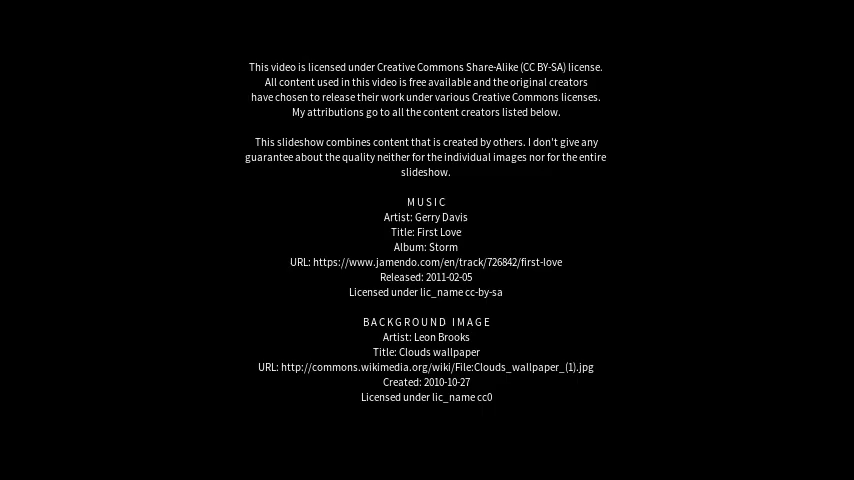 This video is licensed under Creative Commons Share-Alike (CC BY-SA) license.
All content used in this video is free available and the original creators
have chosen to release their work under various Creative Commons licenses.
My attributions go to all the content creators listed below.
This slideshow combines content that is created by others. I don't give any
guarantee about the quality neither for the individual images nor for the entire
slideshow.
M U S I C
Artist: Gerry Davis
Title: First Love
Album: Storm
URL: https://www.jamendo.com/en/track/726842/first-love
Released: 2011-02-05
Licensed under lic_name cc-by-sa
B A C K G R O U N D   I M A G E
Artist: Leon Brooks
Title: Clouds wallpaper
URL: http://commons.wikimedia.org/wiki/File:Clouds_wallpaper_(1).jpg
Created: 2010-10-27
Licensed under lic_name cc0